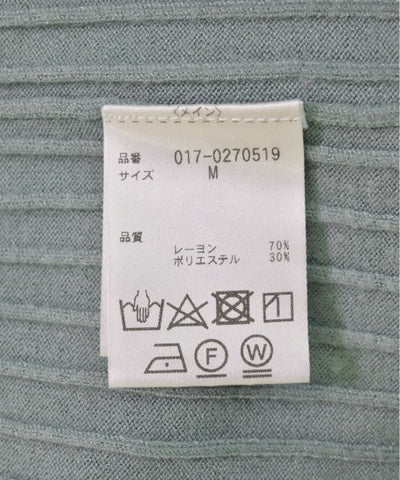 〈メイン〉
品番 017-0270519
サイズ M
品質
レーヨン 70%
ポリエステル 30%
F W